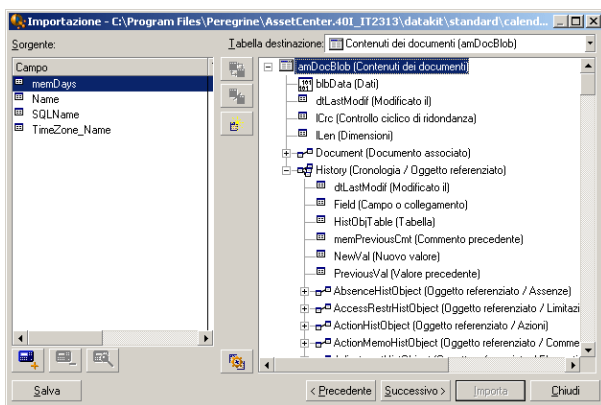 Importazione - C:\Program Files\Peregrine\AssetCenter.40I_IT2313\datakit\standard\calend...
Sorgente:
Tabella destinazione: Contenuti dei documenti (amDocBlob)
Campo
memDays
Name
SQLName
TimeZone_Name
amDocBlob (Contenuti dei documenti)
blbData (Dati)
dtLastModif (Modificato il)
lCrc (Controllo ciclico di ridondanza)
lLen (Dimensioni)
Document (Documento associato)
History (Cronologia / Oggetto referenziato)
dtLastModif (Modificato il)
Field (Campo o collegamento)
HistObjTable (Tabella)
memPreviousCmt (Commento precedente)
NewVal (Nuovo valore)
PreviousVal (Valore precedente)
AbsenceHistObject (Oggetto referenziato / Assenze)
AccessRestrHistObject (Oggetto referenziato / Limitazi
ActionHistObject (Oggetto referenziato / Azioni)
ActionMemoHistObject (Oggetto referenziato / Comme
Salva
< Precedente
Successivo >
Importa
Chiudi